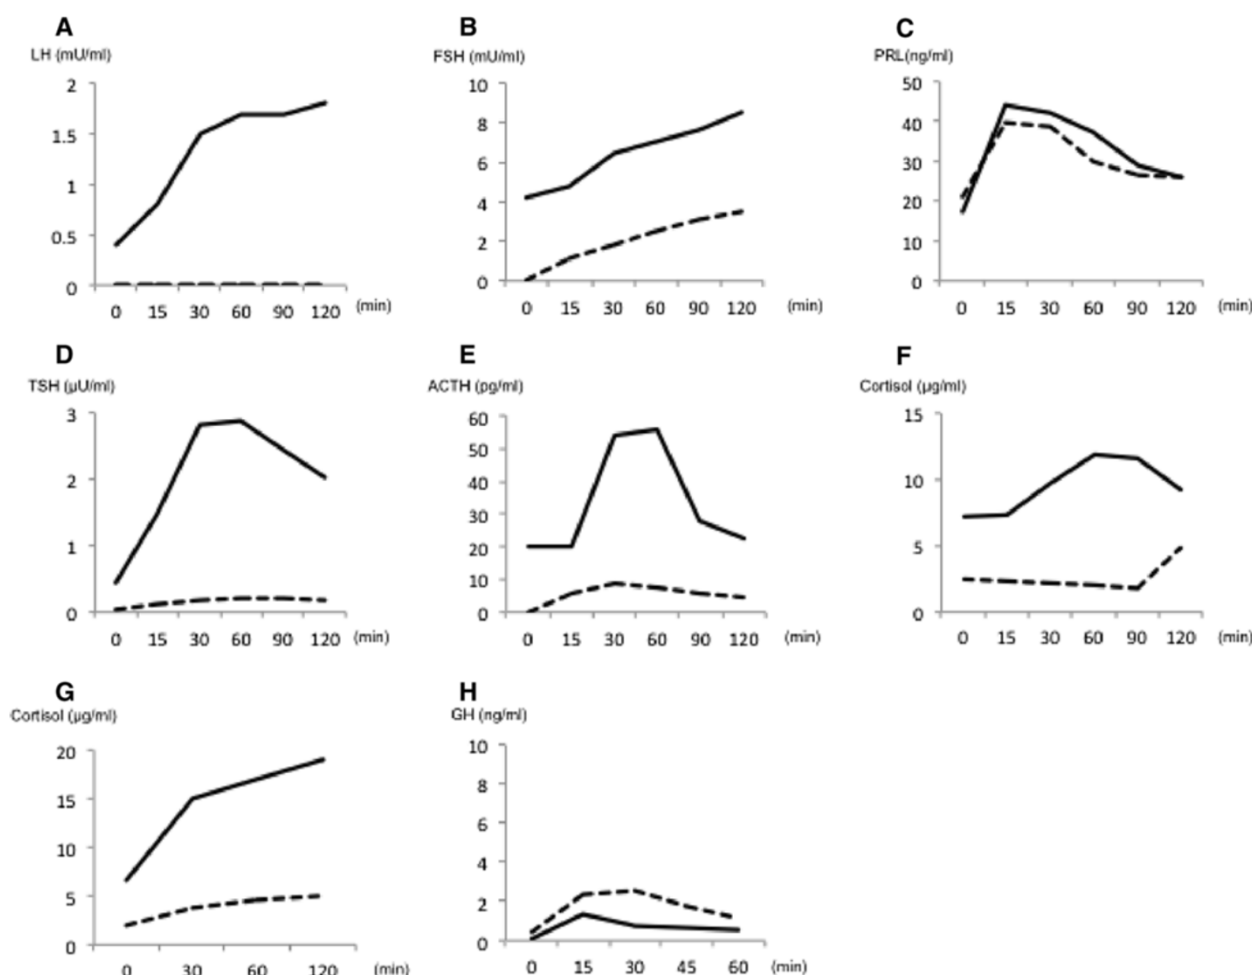 A
LH (mU/ml)
2
1.5
1
0.5
0
0 15 30 60 90 120 (min)
B
FSH (mU/ml)
10
8
6
4
2
0
0 15 30 60 90 120 (min)
C
PRL(ng/ml)
50
40
30
20
10
0
0 15 30 60 90 120 (min)
D
TSH (µU/ml)
3
2
1
0
0 15 30 60 90 120 (min)
E
ACTH (pg/ml)
60
50
40
30
20
10
0
0 15 30 60 90 120 (min)
F
Cortisol (µg/ml)
15
10
5
0
0 15 30 60 90 120 (min)
G
Cortisol (µg/ml)
20
15
10
5
0
0 30 60 120 (min)
H
GH (ng/ml)
10
8
6
4
2
0
0 15 30 45 60 (min)